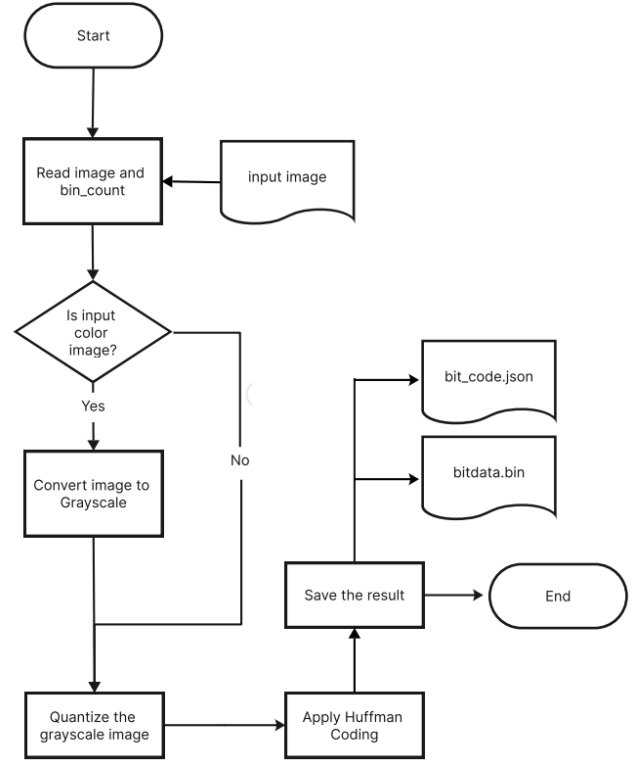 Start
Read image and
bin_count
input image
Is input
color
image?
Yes
No
Convert image to
Grayscale
Quantize the
grayscale image
Apply Huffman
Coding
Save the result
bit_code.json
bitdata.bin
End